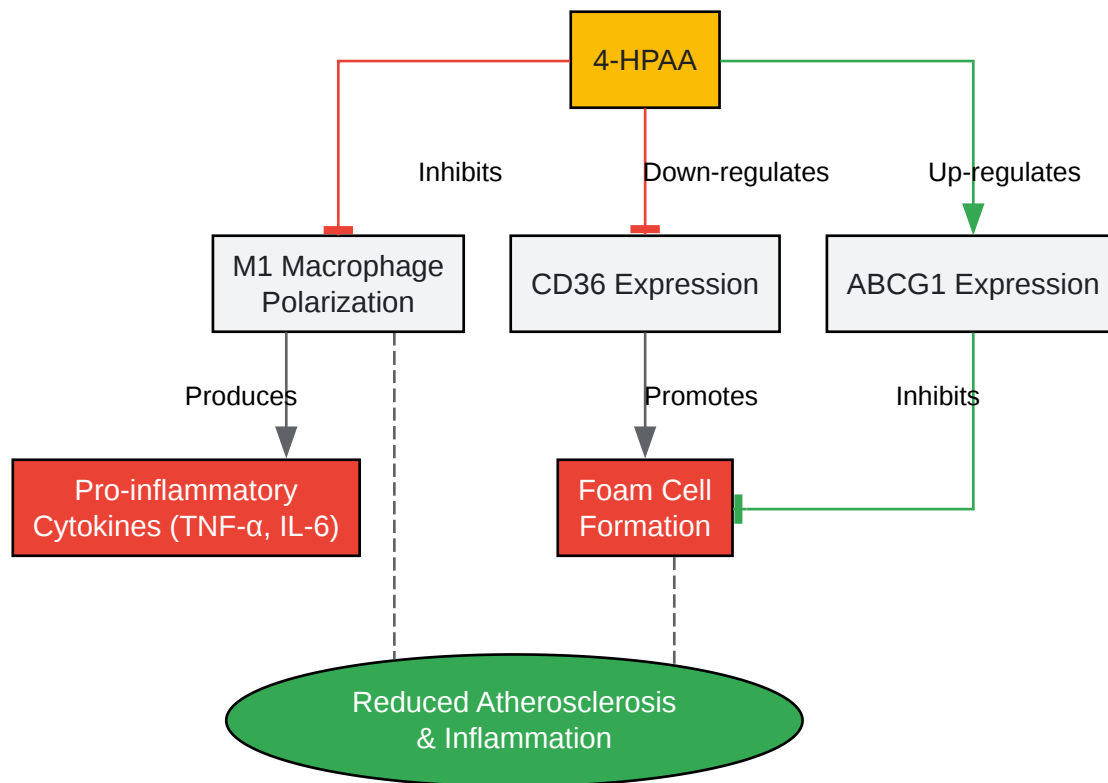 4-HPAA
Inhibits
Down-regulates
Up-regulates
M1 Macrophage
Polarization
CD36 Expression
ABCG1 Expression
Produces
Promotes
Inhibits
Pro-inflammatory
Cytokines (TNF-α, IL-6)
Foam Cell
Formation
Reduced Atherosclerosis
& Inflammation